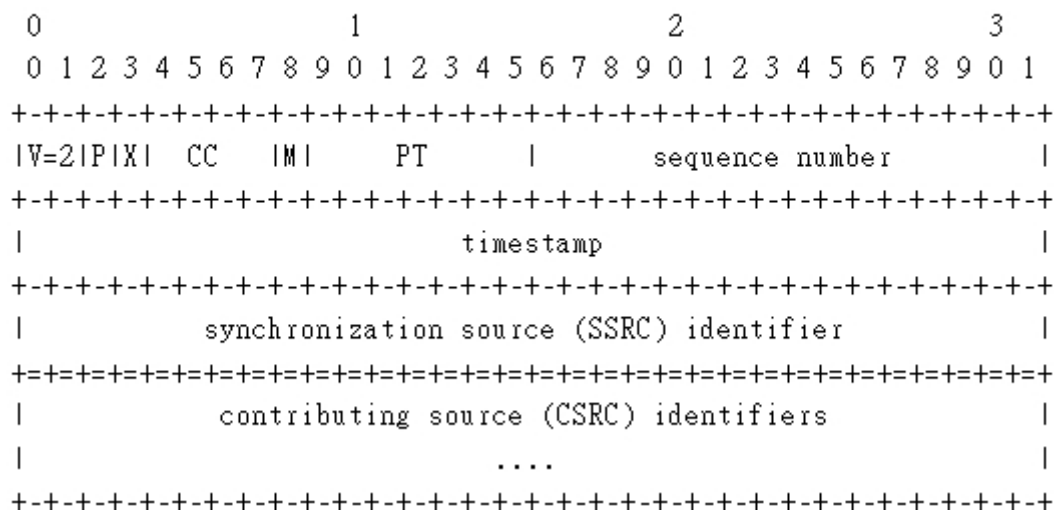 0                   1                   2                   3
 0 1 2 3 4 5 6 7 8 9 0 1 2 3 4 5 6 7 8 9 0 1 2 3 4 5 6 7 8 9 0 1
+-+-+-+-+-+-+-+-+-+-+-+-+-+-+-+-+-+-+-+-+-+-+-+-+-+-+-+-+-+-+-+-+
|V=2|P|X|  CC   |M|     PT      |       sequence number         |
+-+-+-+-+-+-+-+-+-+-+-+-+-+-+-+-+-+-+-+-+-+-+-+-+-+-+-+-+-+-+-+-+
|                           timestamp                           |
+-+-+-+-+-+-+-+-+-+-+-+-+-+-+-+-+-+-+-+-+-+-+-+-+-+-+-+-+-+-+-+-+
|           synchronization source (SSRC) identifier            |
+=+=+=+=+=+=+=+=+=+=+=+=+=+=+=+=+=+=+=+=+=+=+=+=+=+=+=+=+=+=+=+=+
|            contributing source (CSRC) identifiers             |
|                             ....                              |
+-+-+-+-+-+-+-+-+-+-+-+-+-+-+-+-+-+-+-+-+-+-+-+-+-+-+-+-+-+-+-+-+